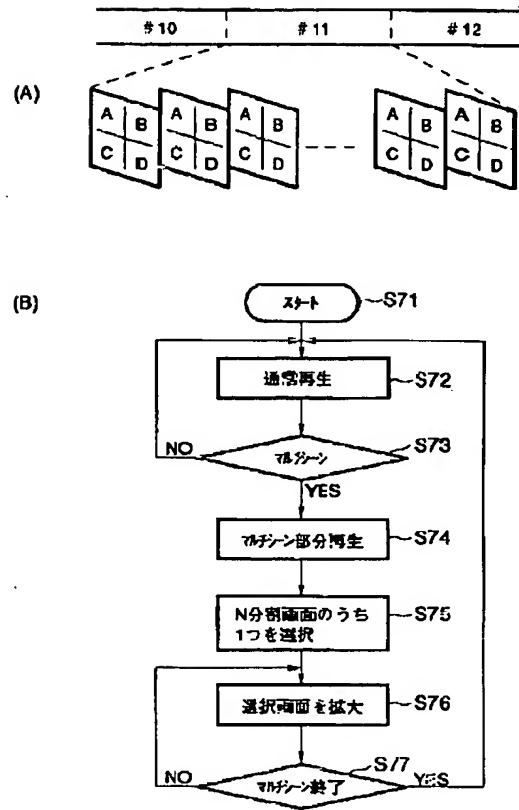 #10 #11 #12
(A)
A B A B A B A B A B
C D C D C D C D C D
(B)
スタート S71
通常再生 S72
NO マルチシーン S73
YES
マルチシーン部分再生 S74
N分割画面のうち
1つを選択 S75
選択画面を拡大 S76
S77
NO マルチシーン終了 YES